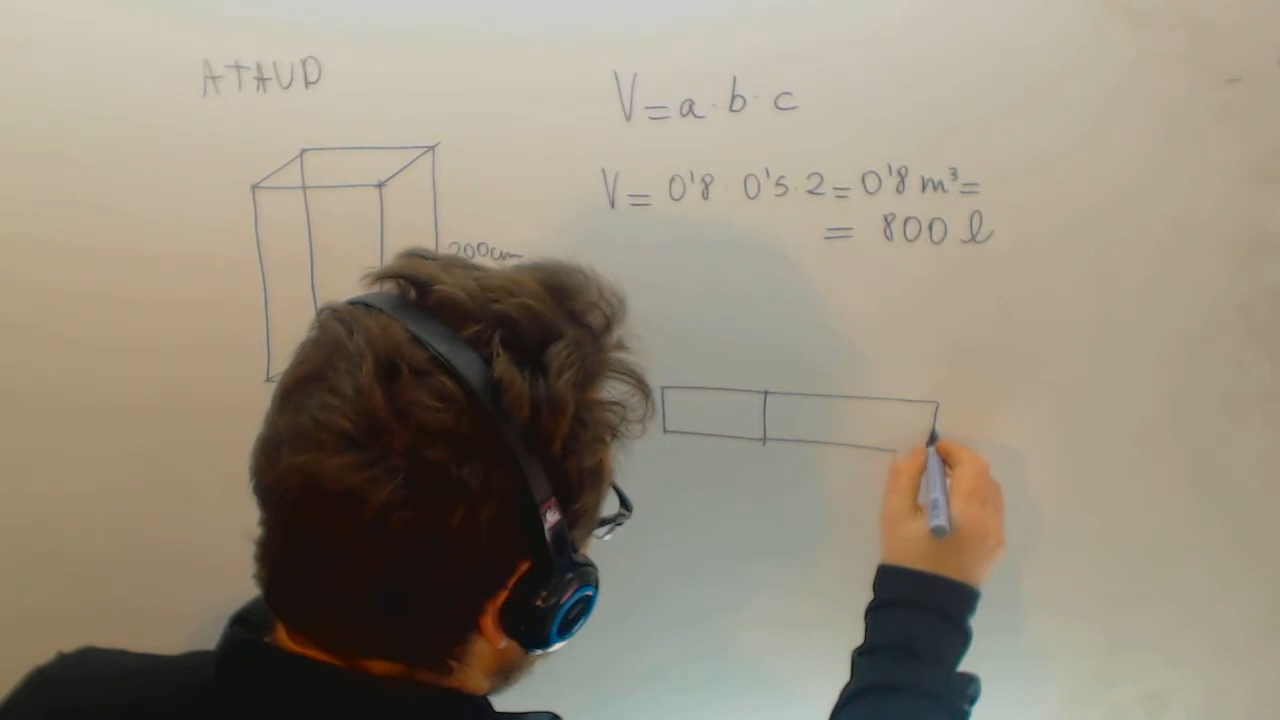 ATAUD
V=a·b·c
V= 0'8 0'5·2=0'8 m³=
= 800 l
200cm